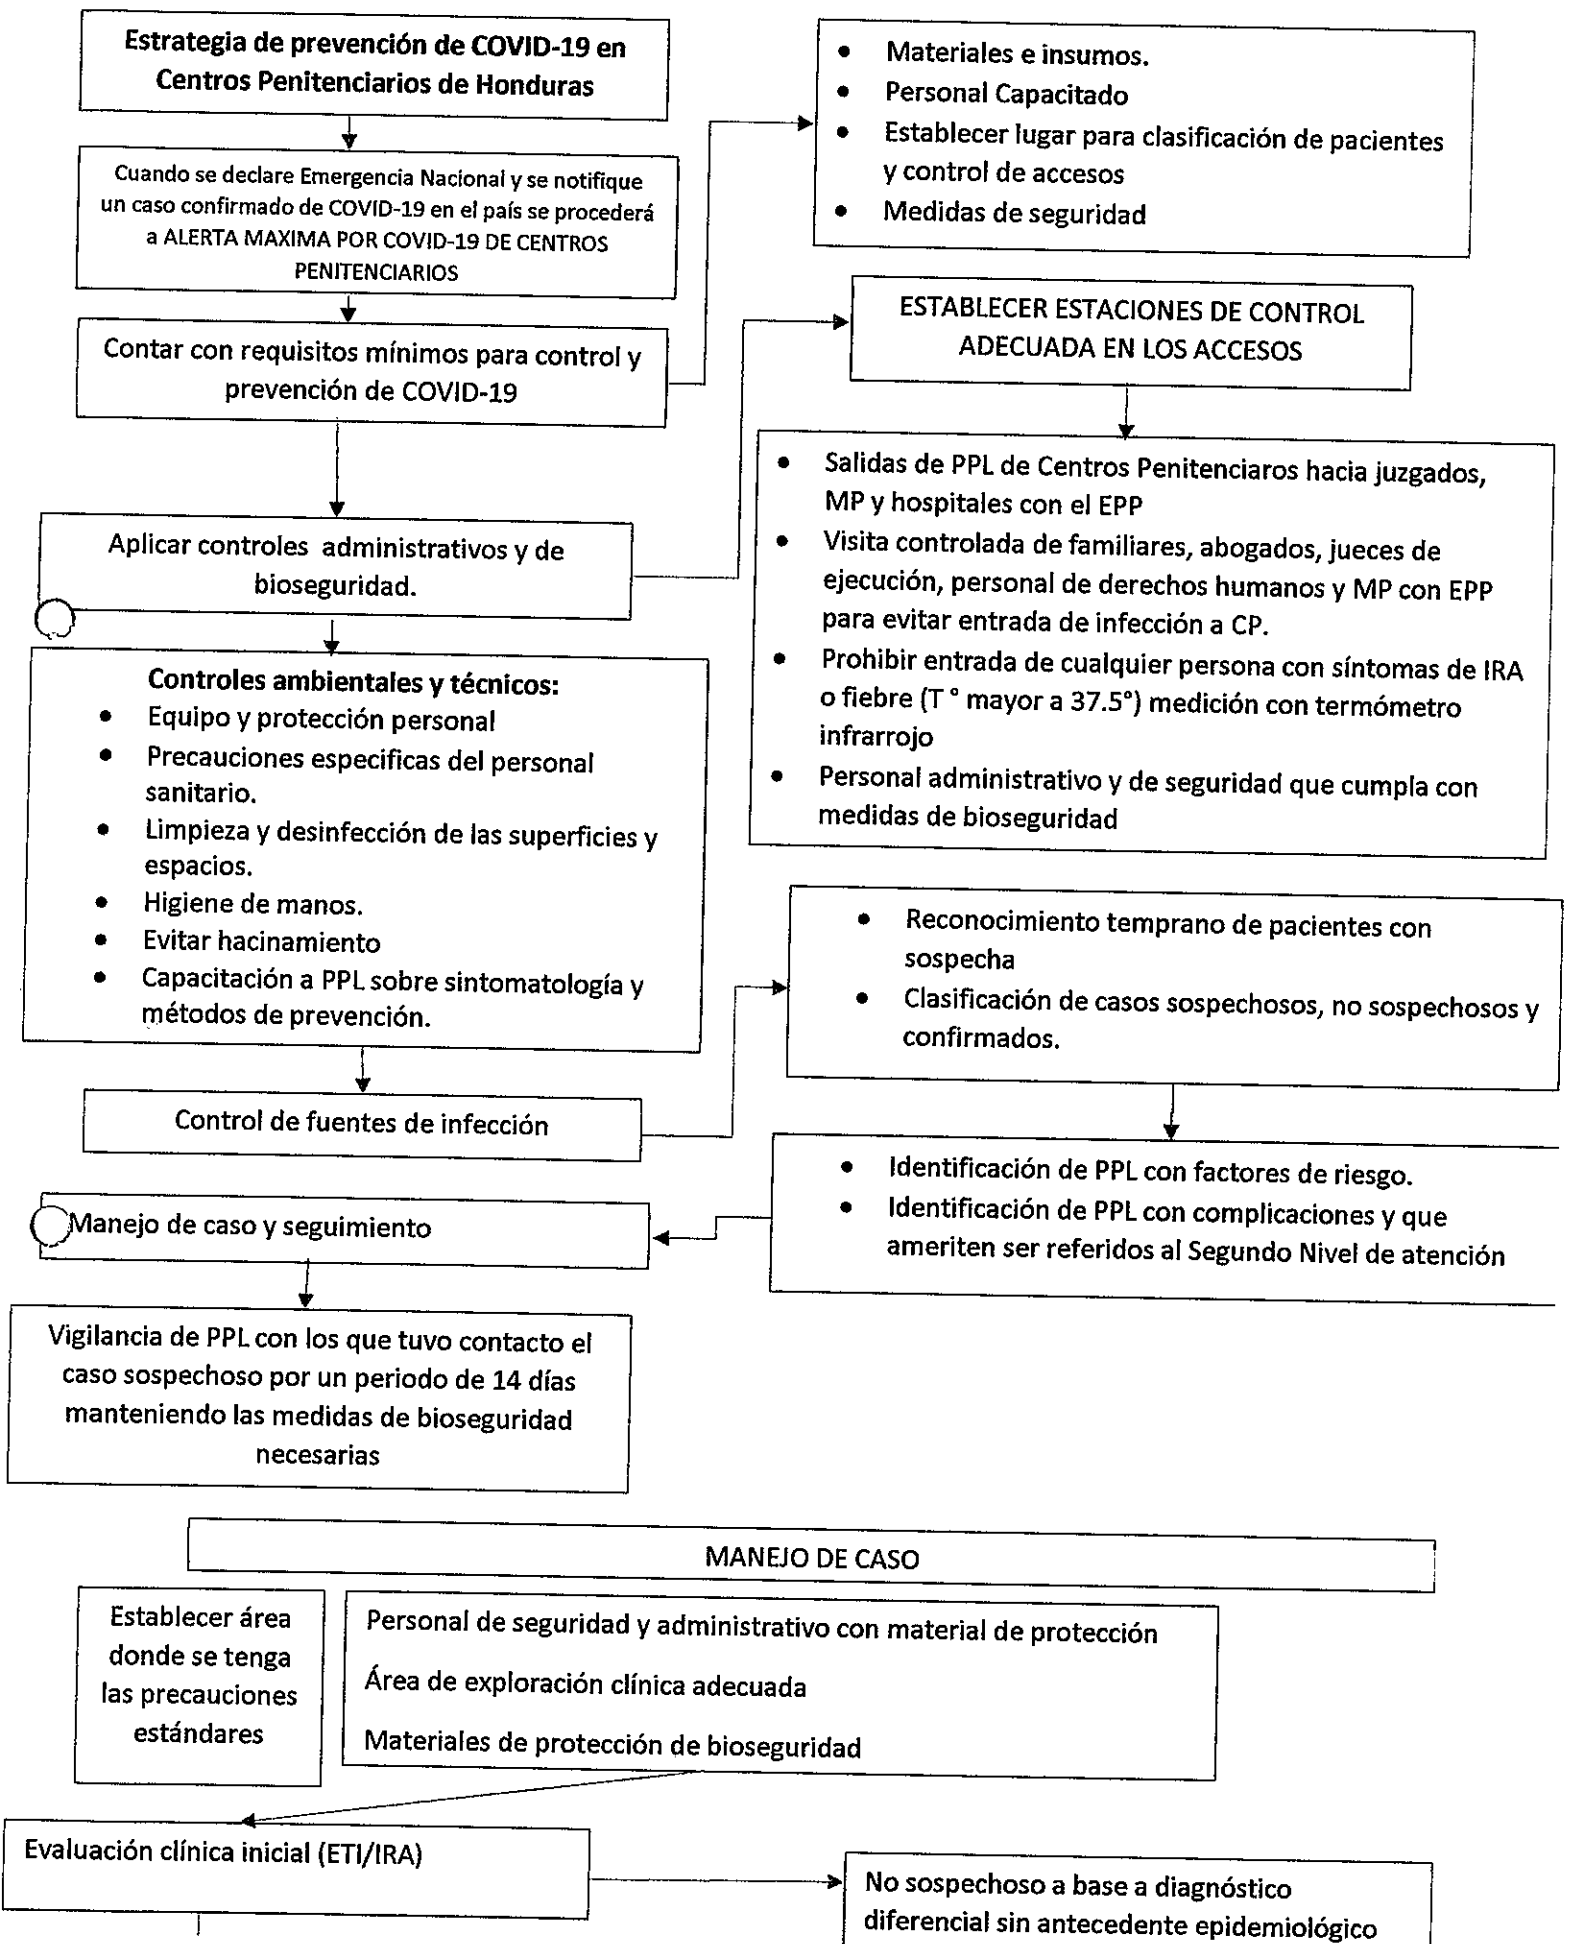 Estrategia de prevención de COVID-19 en
Centros Penitenciarios de Honduras
Cuando se declare Emergencia Nacional y se notifique
un caso confirmado de COVID-19 en el país se procederá
a ALERTA MAXIMA POR COVID-19 DE CENTROS
PENITENCIARIOS
Contar con requisitos mínimos para control y
prevención de COVID-19
• Materiales e insumos.
• Personal Capacitado
• Establecer lugar para clasificación de pacientes
y control de accesos
• Medidas de seguridad
Aplicar controles administrativos y de
bioseguridad.
ESTABLECER ESTACIONES DE CONTROL
ADECUADA EN LOS ACCESOS
• Salidas de PPL de Centros Penitenciaros hacia juzgados,
MP y hospitales con el EPP
• Visita controlada de familiares, abogados, jueces de
ejecución, personal de derechos humanos y MP con EPP
para evitar entrada de infección a CP.
• Prohibir entrada de cualquier persona con síntomas de IRA
o fiebre (T ° mayor a 37.5°) medición con termómetro
infrarrojo
• Personal administrativo y de seguridad que cumpla con
medidas de bioseguridad
Controles ambientales y técnicos:
• Equipo y protección personal
• Precauciones especificas del personal
sanitario.
• Limpieza y desinfección de las superficies y
espacios.
• Higiene de manos.
• Evitar hacinamiento
• Capacitación a PPL sobre sintomatología y
métodos de prevención.
Control de fuentes de infección
• Reconocimiento temprano de pacientes con
sospecha
• Clasificación de casos sospechosos, no sospechosos y
confirmados.
• Identificación de PPL con factores de riesgo.
• Identificación de PPL con complicaciones y que
ameriten ser referidos al Segundo Nivel de atención
Manejo de caso y seguimiento
Vigilancia de PPL con los que tuvo contacto el
caso sospechoso por un periodo de 14 días
manteniendo las medidas de bioseguridad
necesarias
MANEJO DE CASO
Establecer área
donde se tenga
las precauciones
estándares
Personal de seguridad y administrativo con material de protección
Área de exploración clínica adecuada
Materiales de protección de bioseguridad
Evaluación clínica inicial (ETI/IRA)
No sospechoso a base a diagnóstico
diferencial sin antecedente epidemiológico